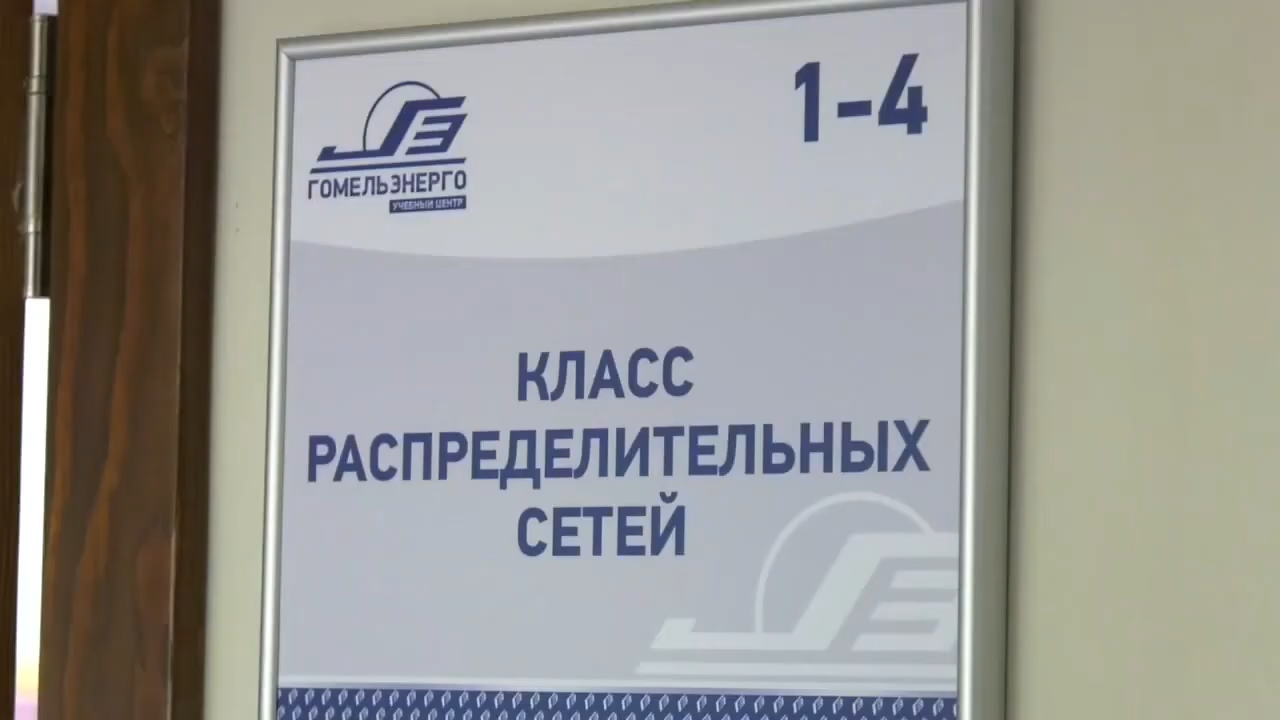 1-4
ГОМЕЛЬЭНЕРГО
УЧЕБНЫЙ ЦЕНТР
КЛАСС
РАСПРЕДЕЛИТЕЛЬНЫХ
СЕТЕЙ